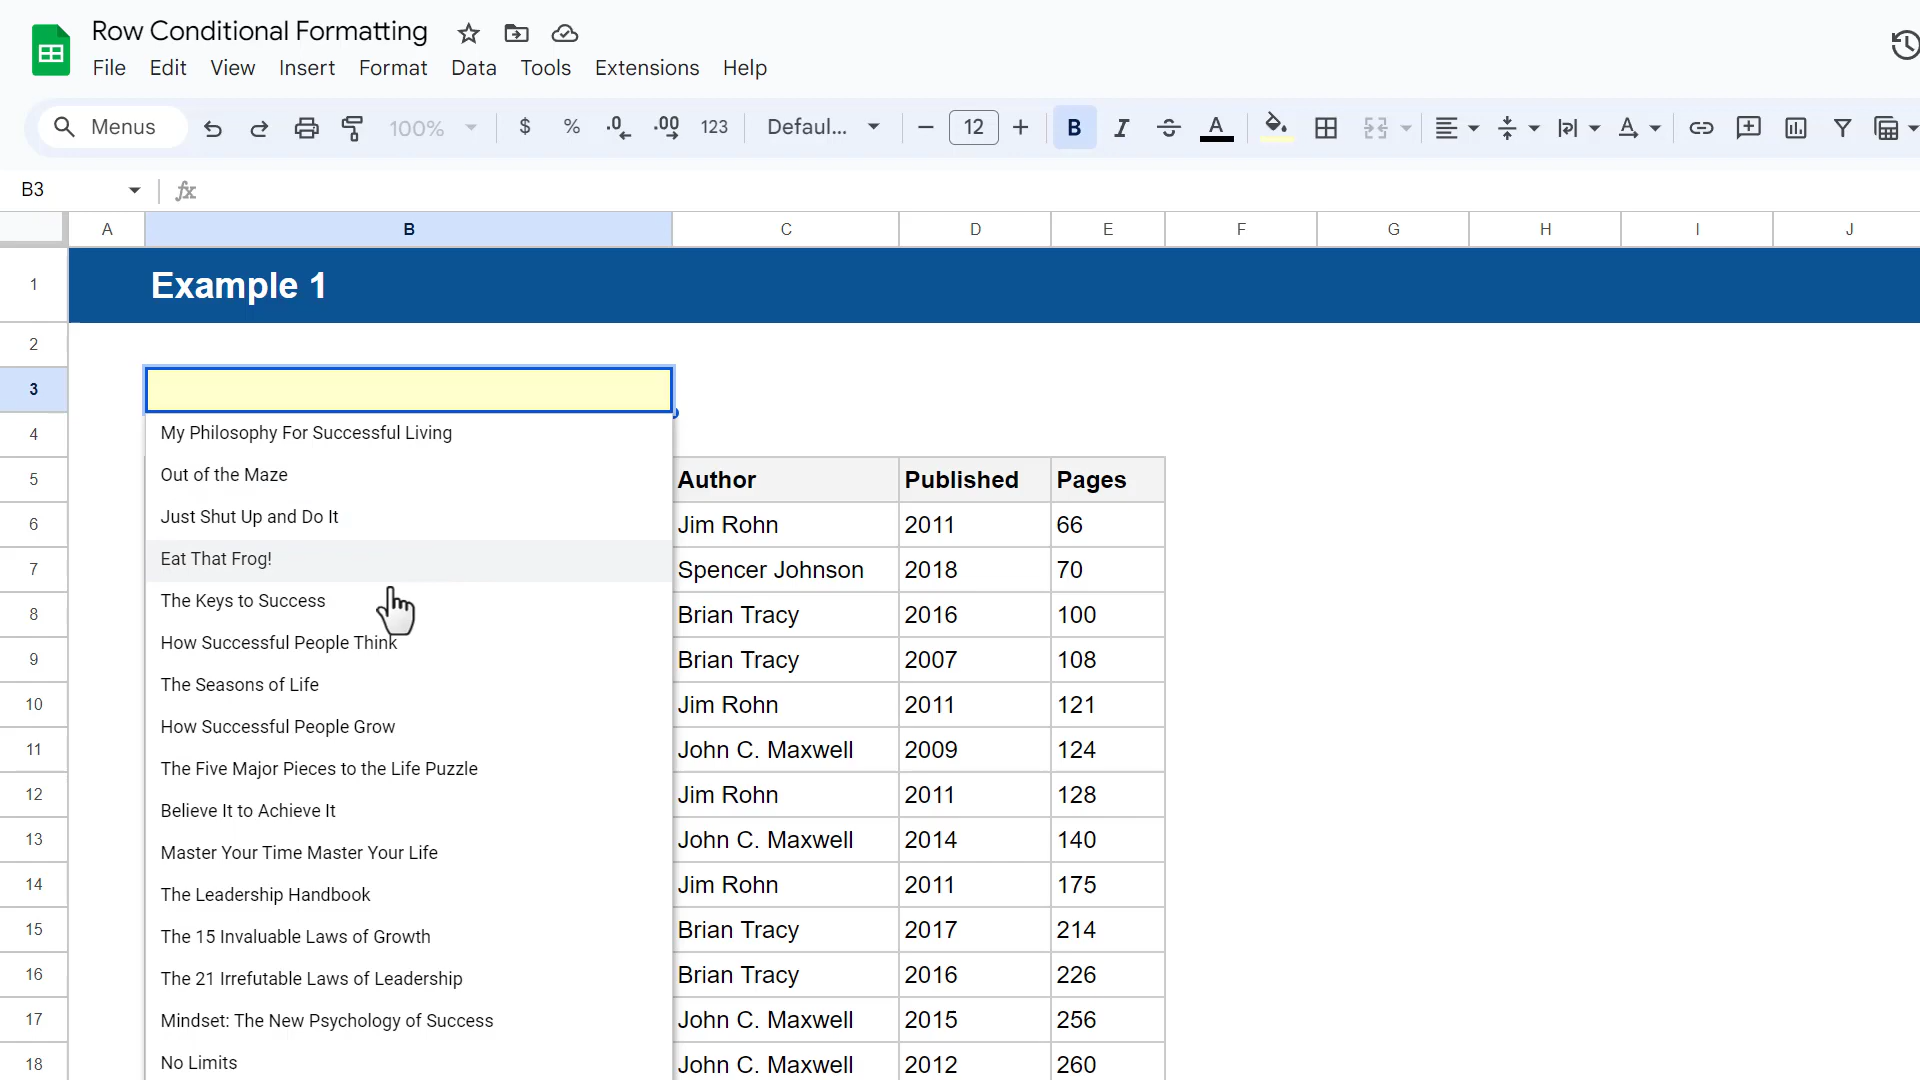 Row Conditional Formatting
File Edit View Insert Format Data Tools Extensions Help
Menus 100% $ % .0 .00 123 Defaul... 12 B I A
B3 fx
A B C D E F G H I J
1 Example 1
2
3
4 My Philosophy For Successful Living
Out of the Maze
5 Author Published Pages
Just Shut Up and Do It
6 Jim Rohn 2011 66
Eat That Frog!
7 Spencer Johnson 2018 70
The Keys to Success
8 Brian Tracy 2016 100
How Successful People Think
9 Brian Tracy 2007 108
The Seasons of Life
10 Jim Rohn 2011 121
How Successful People Grow
11 John C. Maxwell 2009 124
The Five Major Pieces to the Life Puzzle
12 Jim Rohn 2011 128
Believe It to Achieve It
13 John C. Maxwell 2014 140
Master Your Time Master Your Life
14 Jim Rohn 2011 175
The Leadership Handbook
15 Brian Tracy 2017 214
The 15 Invaluable Laws of Growth
16 Brian Tracy 2016 226
The 21 Irrefutable Laws of Leadership
17 John C. Maxwell 2015 256
Mindset: The New Psychology of Success
18 John C. Maxwell 2012 260
No Limits